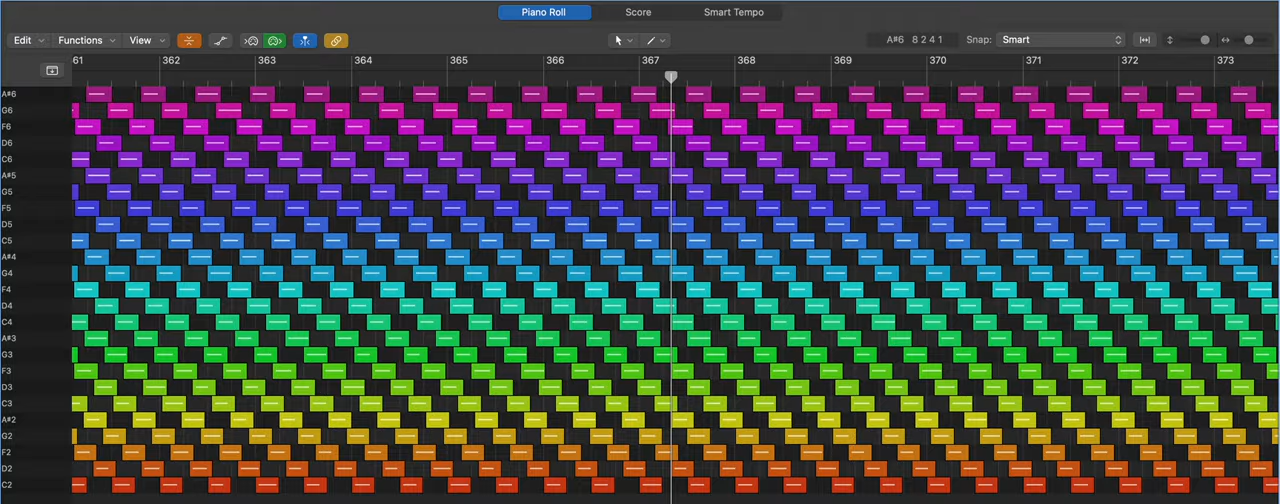 Piano Roll Score Smart Tempo
Edit Functions View A#6 8 2 4 1 Snap: Smart
61 362 363 364 365 366 367 368 369 370 371 372 373
A#6
G6
F6
D6
C6
A#5
G5
F5
D5
C5
A#4
G4
F4
D4
C4
A#3
G3
F3
D3
C3
A#2
G2
F2
D2
C2